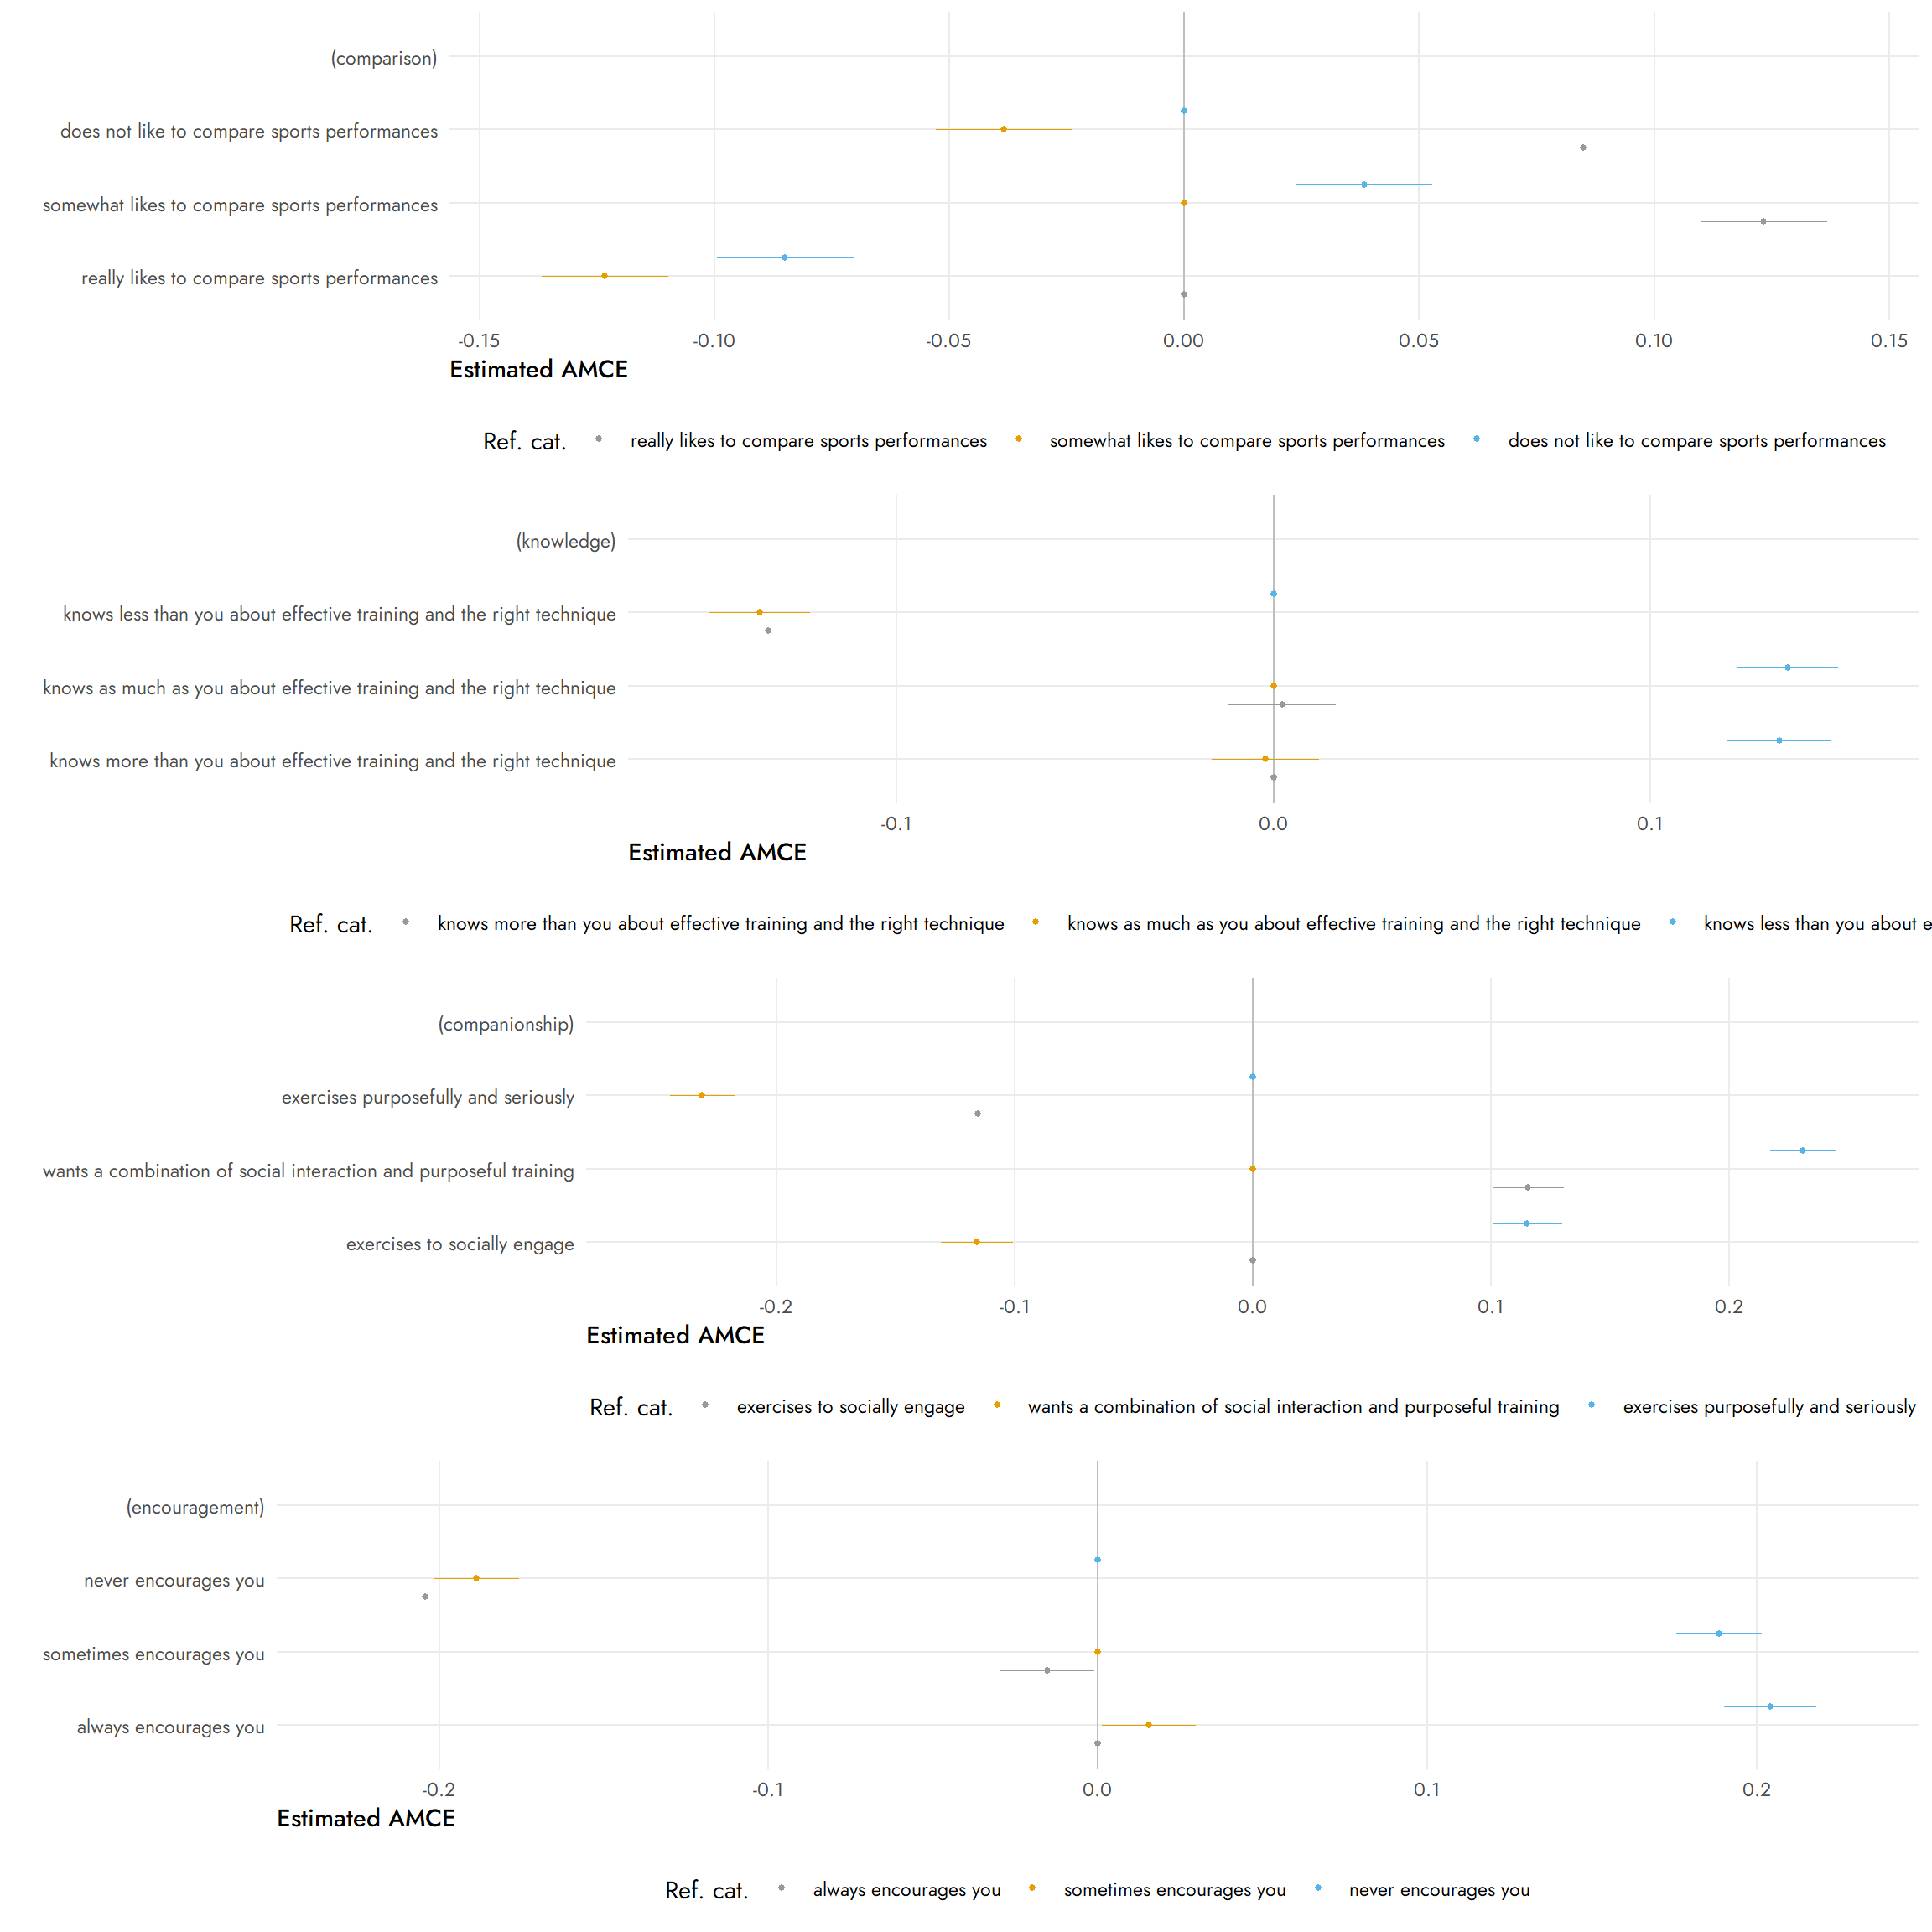 (comparison)
does not like to compare sports performances
somewhat likes to compare sports performances
really likes to compare sports performances
-0.15 -0.10 -0.05 0.00 0.05 0.10 0.15
Estimated AMCE
Ref. cat. really likes to compare sports performances somewhat likes to compare sports performances does not like to compare sports performances
(knowledge)
knows less than you about effective training and the right technique
knows as much as you about effective training and the right technique
knows more than you about effective training and the right technique
-0.1 0.0 0.1
Estimated AMCE
Ref. cat. knows more than you about effective training and the right technique knows as much as you about effective training and the right technique knows less than you about e
(companionship)
exercises purposefully and seriously
wants a combination of social interaction and purposeful training
exercises to socially engage
-0.2 -0.1 0.0 0.1 0.2
Estimated AMCE
Ref. cat. exercises to socially engage wants a combination of social interaction and purposeful training exercises purposefully and seriously
(encouragement)
never encourages you
sometimes encourages you
always encourages you
-0.2 -0.1 0.0 0.1 0.2
Estimated AMCE
Ref. cat. always encourages you sometimes encourages you never encourages you